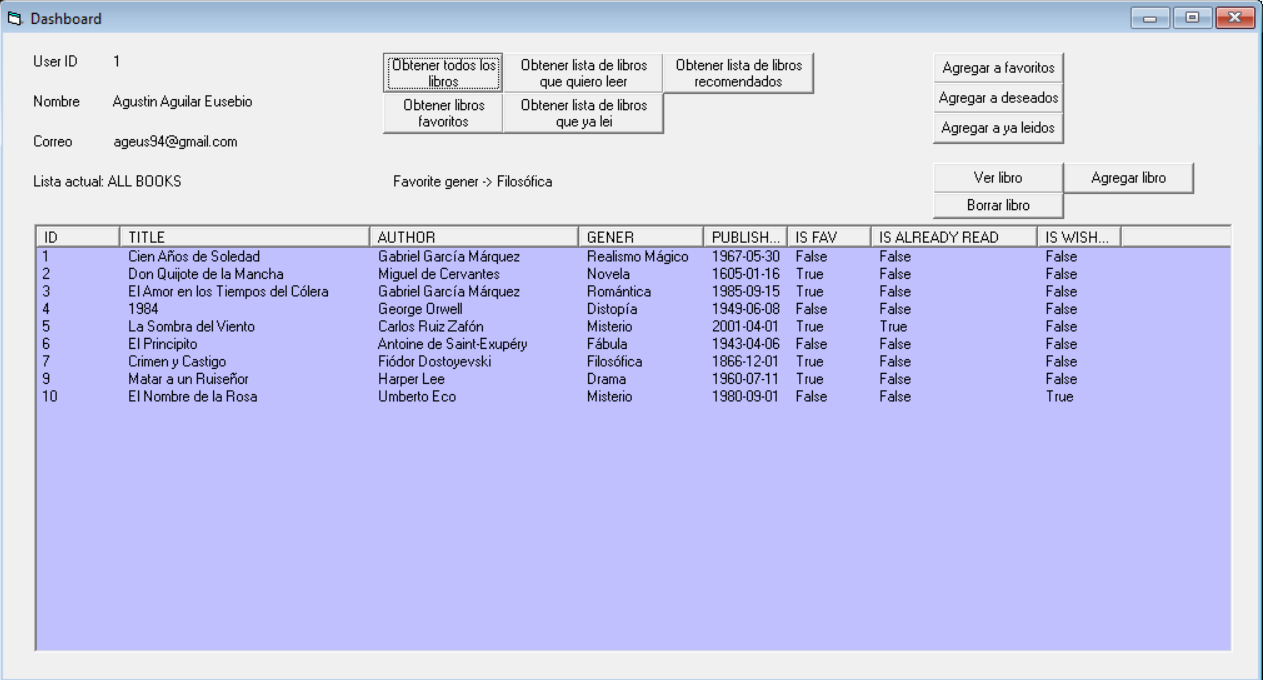 Dashboard
User ID 1
Nombre Agustin Aguilar Eusebio
Correo ageus94@gmail.com
Lista actual: ALL BOOKS
Obtener todos los
libros
Obtener lista de libros
que quiero leer
Obtener lista de libros
recomendados
Obtener libros
favoritos
Obtener lista de libros
que ya lei
Favorite gener -> Filosófica
Agregar a favoritos
Agregar a deseados
Agregar a ya leidos
Ver libro
Agregar libro
Borrar libro
ID TITLE AUTHOR GENER PUBLISH... IS FAV IS ALREADY READ IS WISH...
1 Cien Años de Soledad Gabriel García Márquez Realismo Mágico 1967-05-30 False False False
2 Don Quijote de la Mancha Miguel de Cervantes Novela 1605-01-16 True False False
3 El Amor en los Tiempos del Cólera Gabriel García Márquez Romántica 1985-09-15 True False False
4 1984 George Orwell Distopía 1949-06-08 False False False
5 La Sombra del Viento Carlos Ruiz Zafón Misterio 2001-04-01 True True False
6 El Principito Antoine de Saint-Exupéry Fábula 1943-04-06 False False False
7 Crimen y Castigo Fiódor Dostoyevski Filosófica 1866-12-01 True False False
9 Matar a un Ruiseñor Harper Lee Drama 1960-07-11 True False False
10 El Nombre de la Rosa Umberto Eco Misterio 1980-09-01 False False True